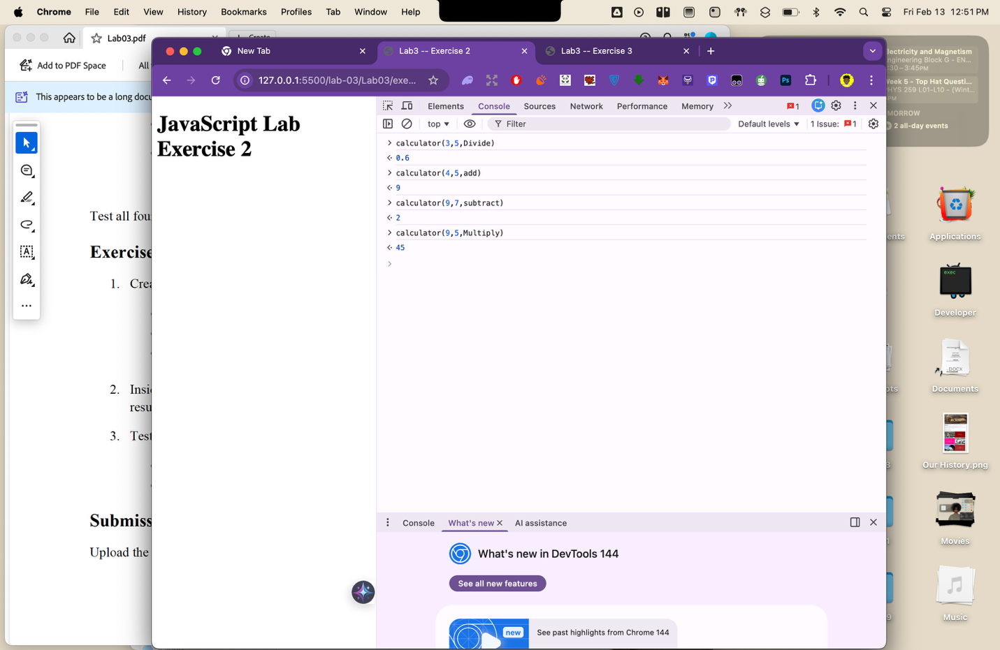 Chrome File Edit View History Bookmarks Profiles Tab Window Help Fri Feb 13 12:51 PM
Lab03.pdf
Create
Add to PDF Space
All
This appears to be a long docu
Test all fou
Exercise
1. Crea
2. Insi
resu
3. Test
Submiss
Upload the
New Tab
Lab3 -- Exercise 2
Lab3 -- Exercise 3
127.0.0.1:5500/lab-03/Lab03/exe...
JavaScript Lab
Exercise 2
Elements Console Sources Network Performance Memory 1
top Filter Default levels 1 Issue: 1
calculator(3,5,Divide)
0.6
calculator(4,5,add)
9
calculator(9,7,subtract)
2
calculator(9,5,Multiply)
45
Console What's new AI assistance
What's new in DevTools 144
See all new features
new
See past highlights from Chrome 144
lectricity and Magnetism
ngineering Block G - EN...
30–3:45PM
eek 5 - Top Hat Questi...
HYS 259 L01-L10 - (Wint...
PM
MORROW
2 all-day events
ents
Applications
exec
Developer
ots
DOCX
Documents
3
Our History.png
1
Movies
9
Music
Ps